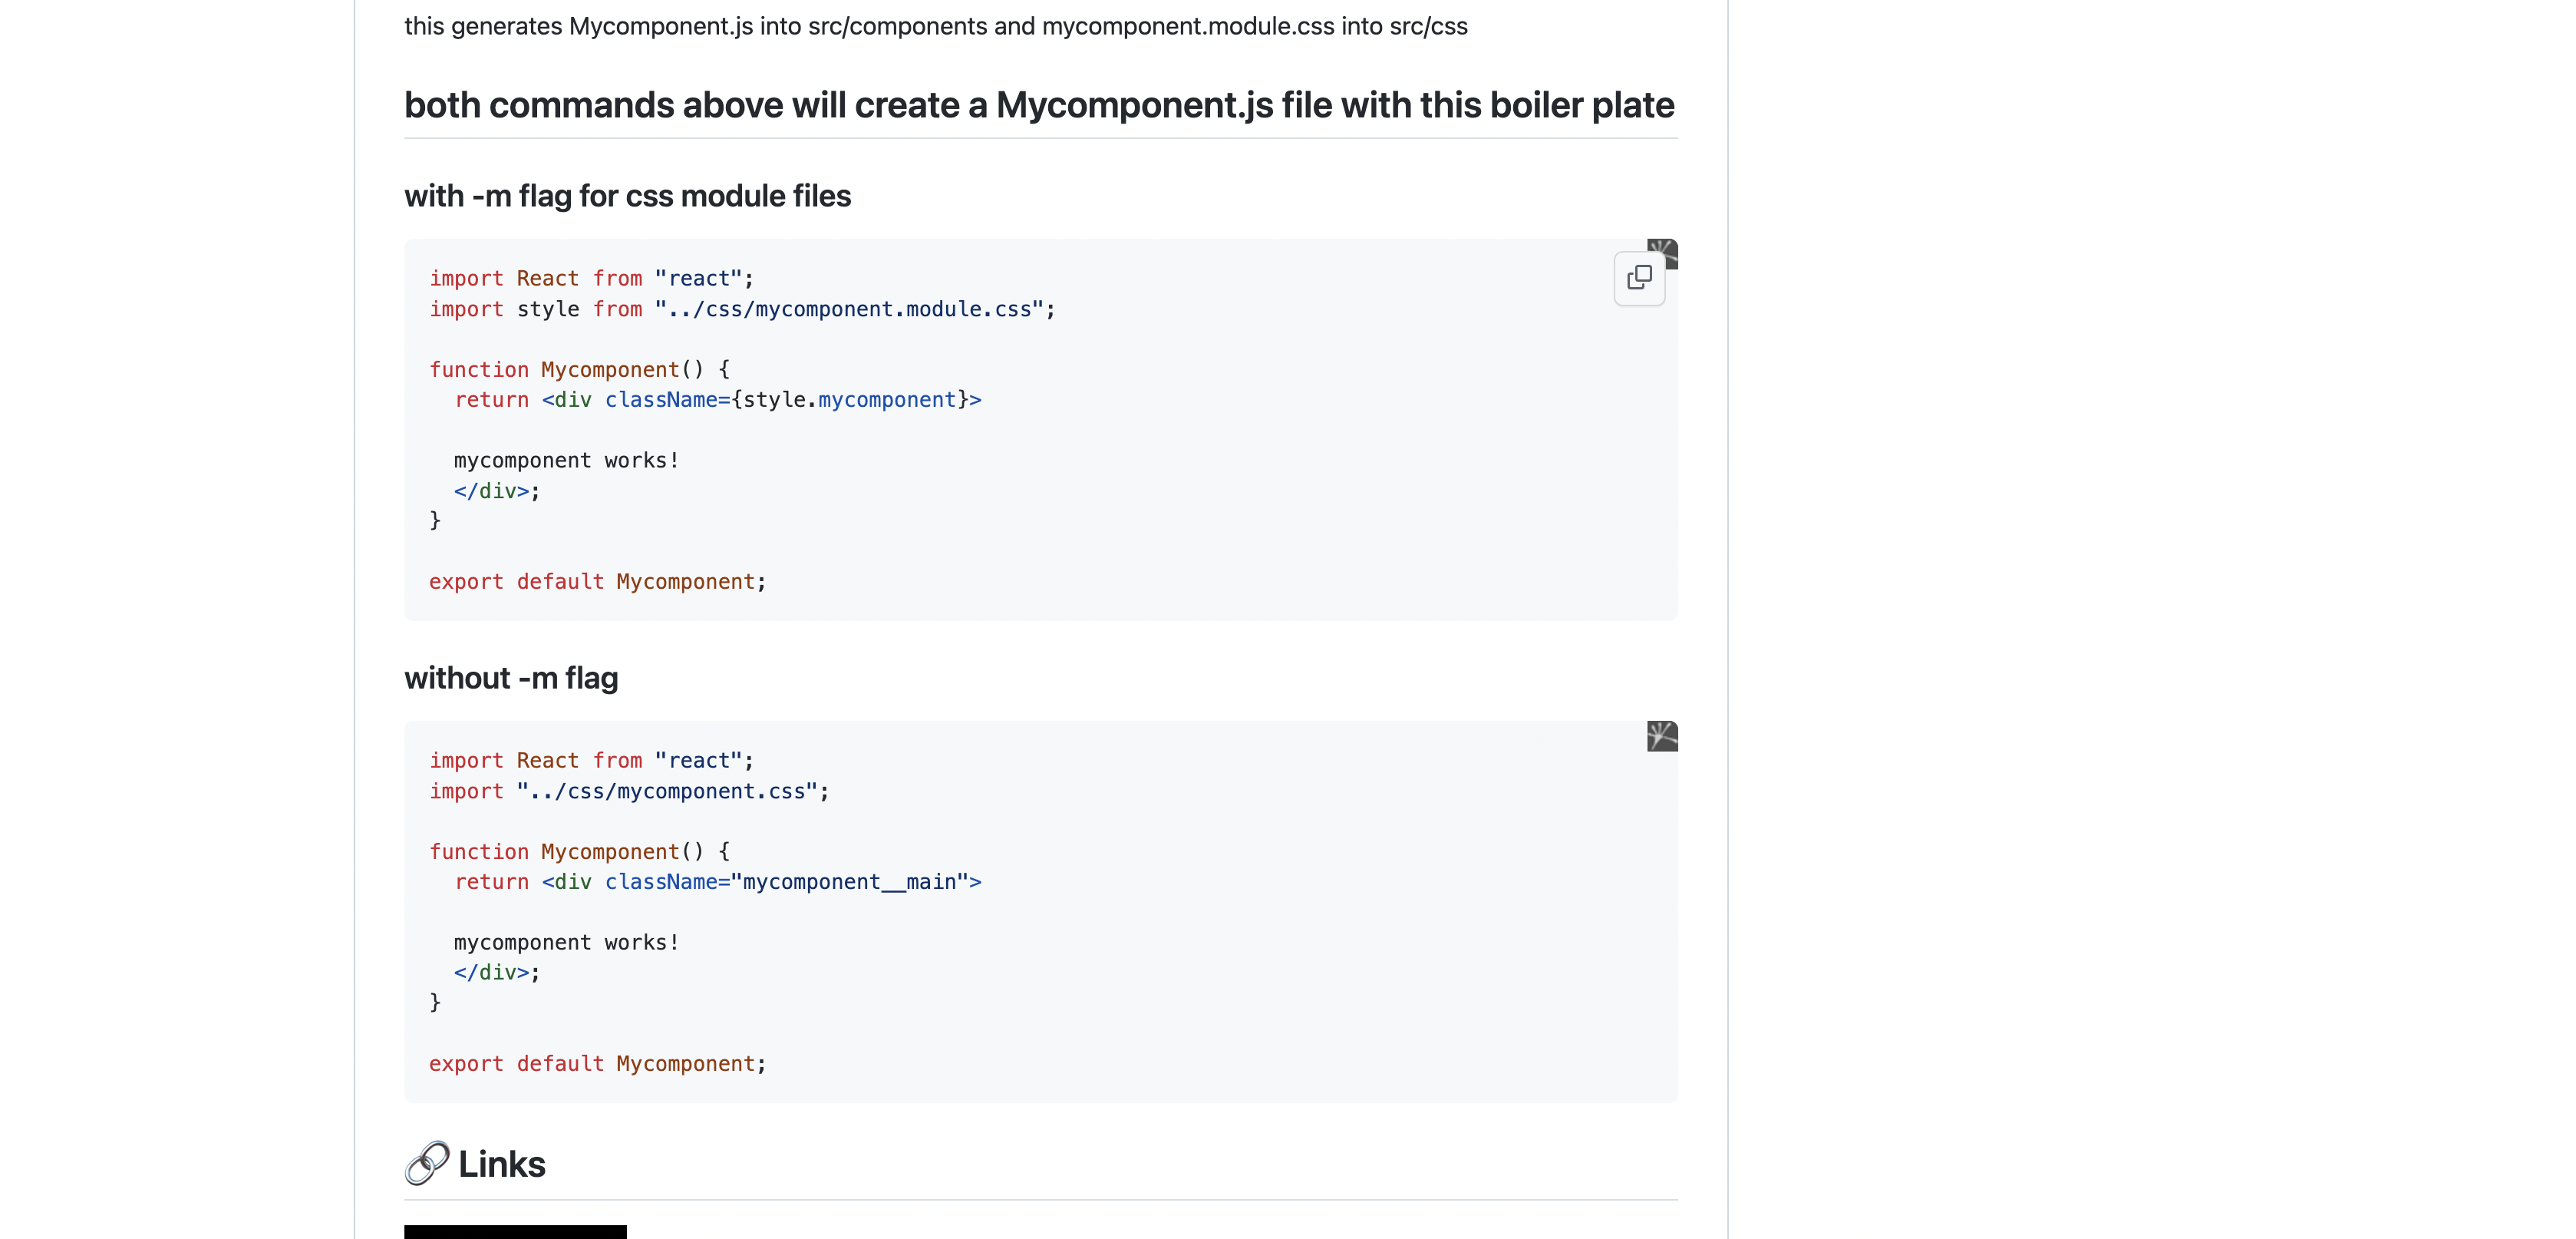 this generates Mycomponent.js into src/components and mycomponent.module.css into src/css
both commands above will create a Mycomponent.js file with this boiler plate
with -m flag for css module files
import React from "react";
import style from "../css/mycomponent.module.css";
function Mycomponent() {
  return <div className={style.mycomponent}>
  mycomponent works!
  </div>;
}
export default Mycomponent;
without -m flag
import React from "react";
import "../css/mycomponent.css";
function Mycomponent() {
  return <div className="mycomponent__main">
  mycomponent works!
  </div>;
}
export default Mycomponent;
🔗 Links